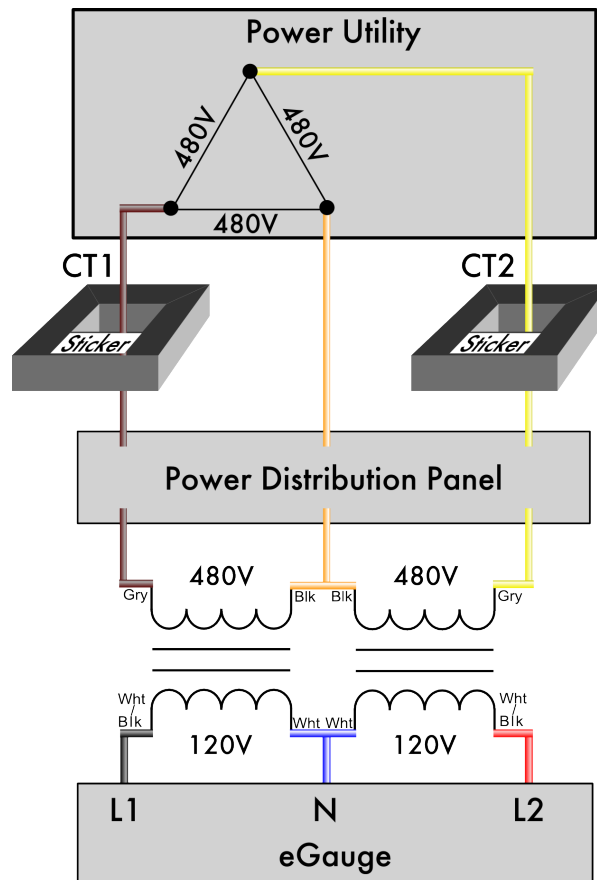 Power Utility
480V
480V
480V
CT1
CT2
Sticker
Sticker
Power Distribution Panel
480V
480V
Gry
Blk
Blk
Gry
Wht
Blk
Wht
Wht
Wht
Blk
120V
120V
L1
N
L2
eGauge